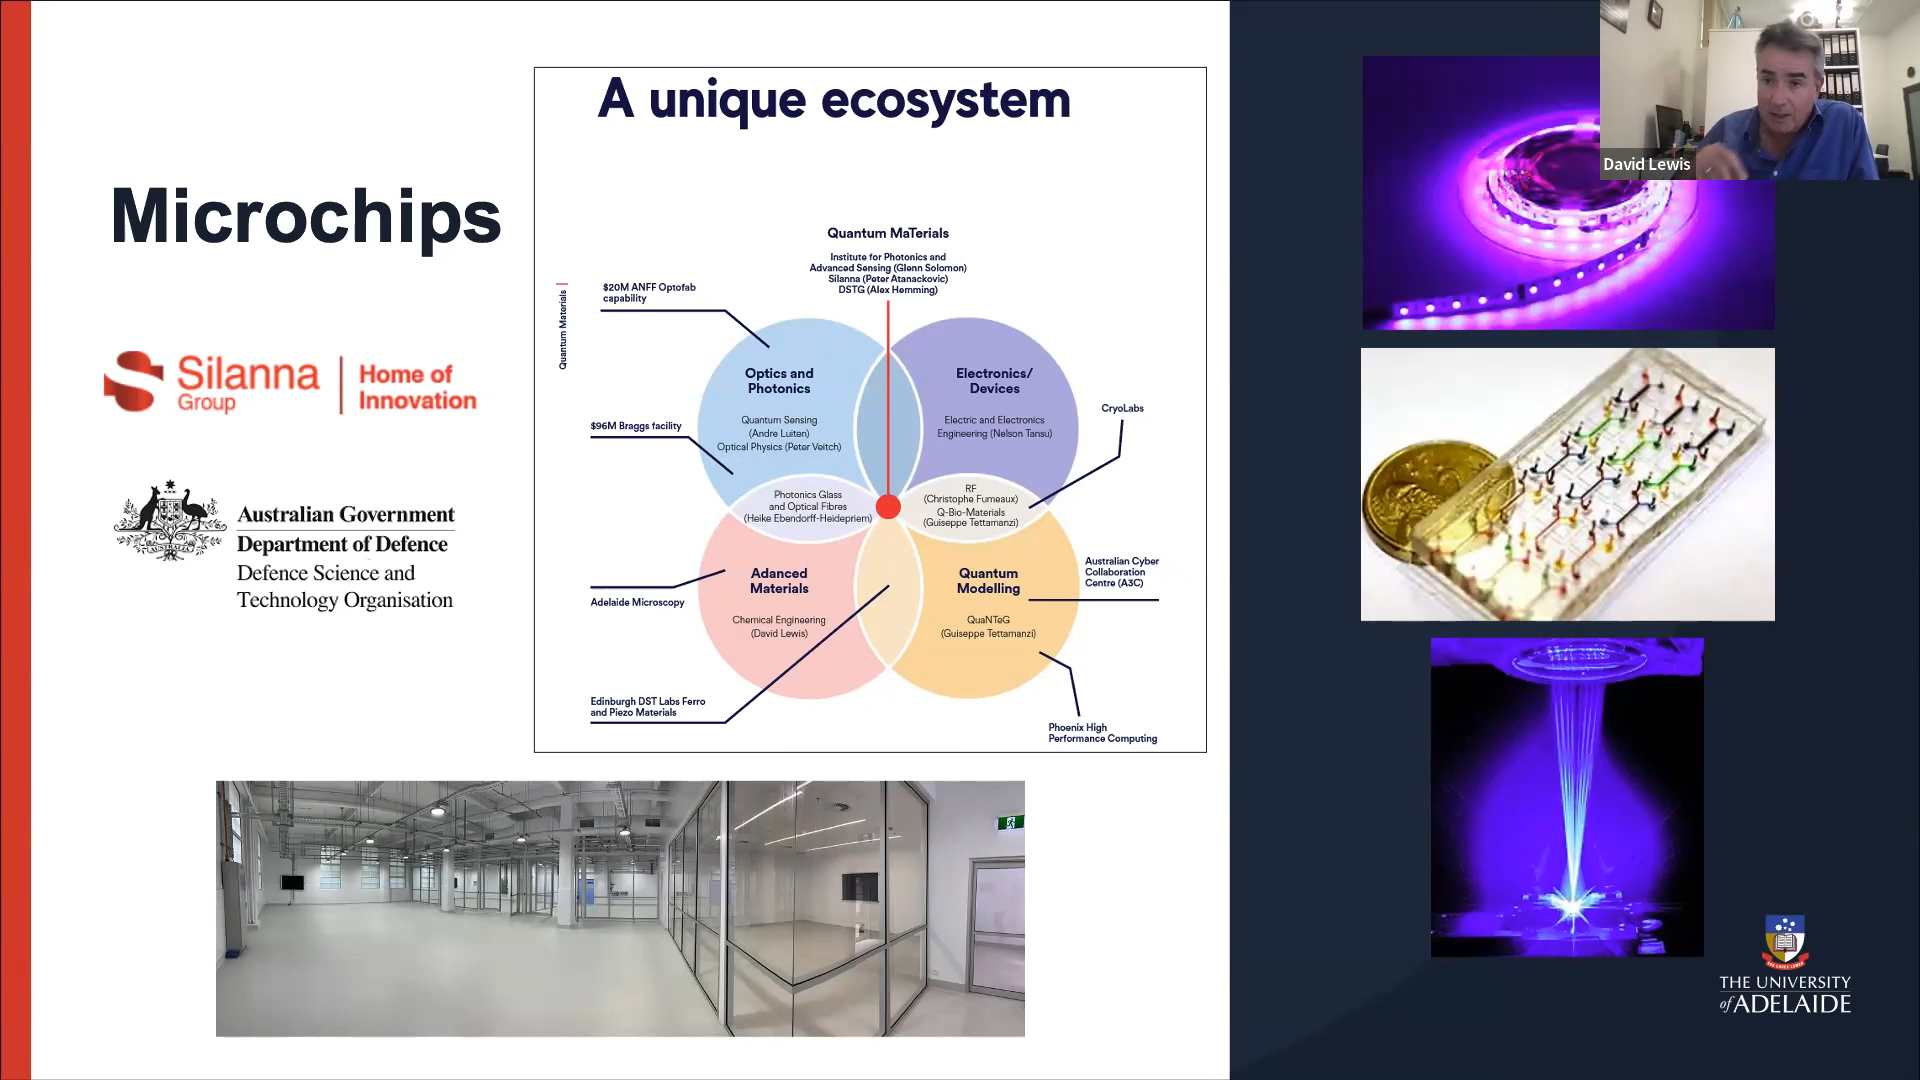 David Lewis
A unique ecosystem
Microchips
Silanna
Group
Home of
Innovation
Australian Government
Department of Defence
Defence Science and
Technology Organisation
Quantum Materials
Quantum MaTerials
Institute for Photonics and
Advanced Sensing (Glenn Solomon)
Silanna (Peter Atanackovic)
DSTG (Alex Hemming)
$20M ANFF Optofab
capability
Optics and
Photonics
Quantum Sensing
(Andre Luiten)
Optical Physics (Peter Veitch)
Electronics/
Devices
Electric and Electronics
Engineering (Nelson Tansu)
CryoLabs
$96M Braggs facility
Photonics Glass
and Optical Fibres
(Heike Ebendorff-Heidepriem)
RF
(Christophe Fumeaux)
Q-Bio-Materials
(Guiseppe Tettamanzi)
Adanced
Materials
Chemical Engineering
(David Lewis)
Quantum
Modelling
QuaNTeG
(Guiseppe Tettamanzi)
Australian Cyber
Collaboration
Centre (A3C)
Adelaide Microscopy
Edinburgh DST Labs Ferro
and Piezo Materials
Phoenix High
Performance Computing
THE UNIVERSITY
of ADELAIDE